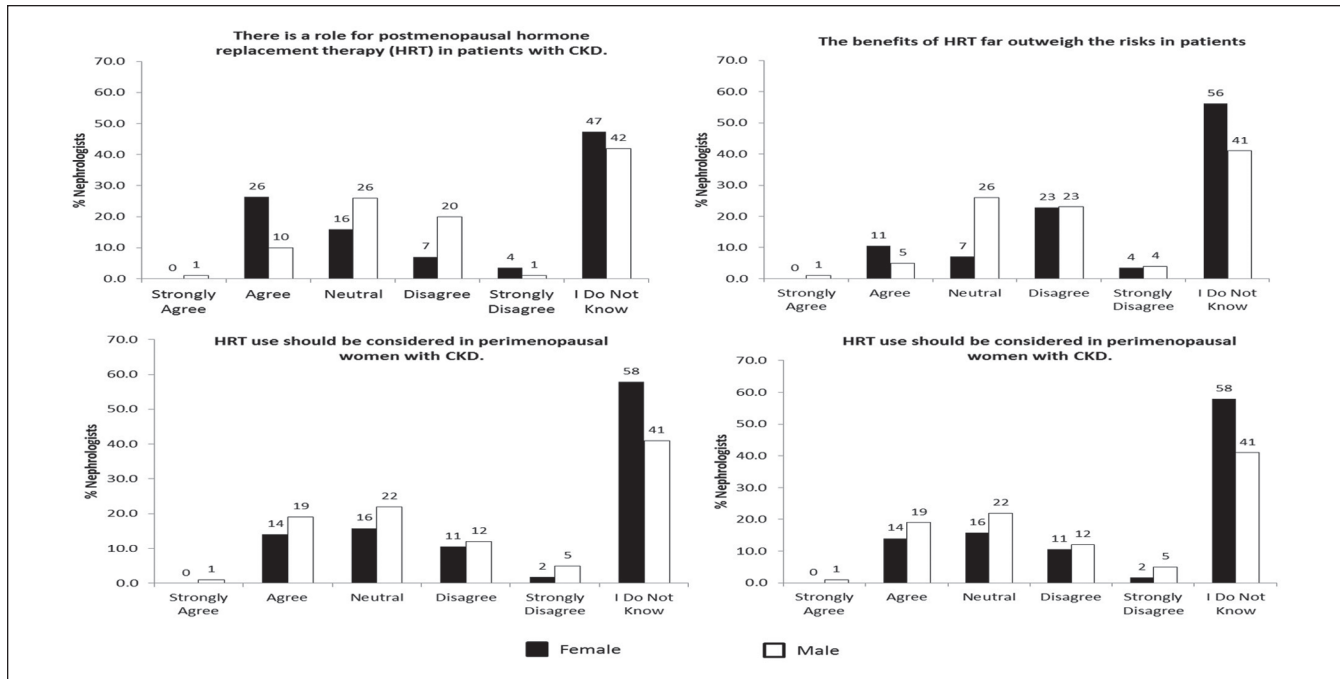 There is a role for postmenopausal hormone
replacement therapy (HRT) in patients with CKD.
% Nephrologists
70.0
60.0
50.0
40.0
30.0
20.0
10.0
0.0
0 1
26 10
16 26
7 20
4 1
47 42
Strongly Agree
Agree
Neutral
Disagree
Strongly Disagree
I Do Not Know
The benefits of HRT far outweigh the risks in patients
% Nephrologists
70.0
60.0
50.0
40.0
30.0
20.0
10.0
0.0
0 1
11 5
7 26
23 23
4 4
56 41
Strongly Agree
Agree
Neutral
Disagree
Strongly Disagree
I Do Not Know
HRT use should be considered in perimenopausal
women with CKD.
% Nephrologists
70.0
60.0
50.0
40.0
30.0
20.0
10.0
0.0
0 1
14 19
16 22
11 12
2 5
58 41
Strongly Agree
Agree
Neutral
Disagree
Strongly Disagree
I Do Not Know
HRT use should be considered in perimenopausal
women with CKD.
% Nephrologists
70.0
60.0
50.0
40.0
30.0
20.0
10.0
0.0
0 1
14 19
16 22
11 12
2 5
58 41
Strongly Agree
Agree
Neutral
Disagree
Strongly Disagree
I Do Not Know
Female
Male